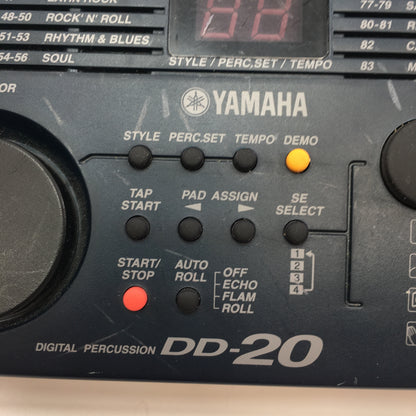 48-50 ROCK 'N' ROLL
51-53 RHYTHM & BLUES
54-56 SOUL
77-79
80-81
82
83
STYLE / PERC.SET / TEMPO
YAMAHA
STYLE PERC.SET TEMPO DEMO
TAP START
PAD ASSIGN
SE SELECT
1
2
3
4
START/ STOP
AUTO ROLL
OFF
ECHO
FLAM
ROLL
DIGITAL PERCUSSION DD-20